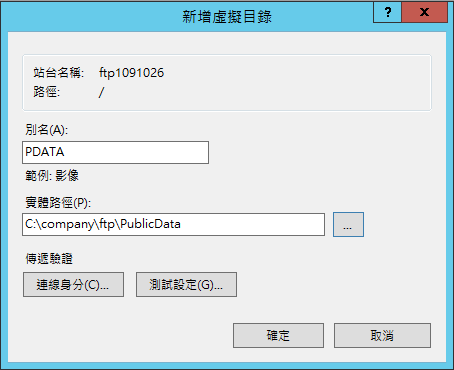 新增虛擬目錄
?
x
站台名稱: ftp1091026
路徑: /
別名(A):
PDATA
範例: 影像
實體路徑(P):
C:\company\ftp\PublicData
...
傳遞驗證
連線身分(C)...
測試設定(G)...
確定
取消